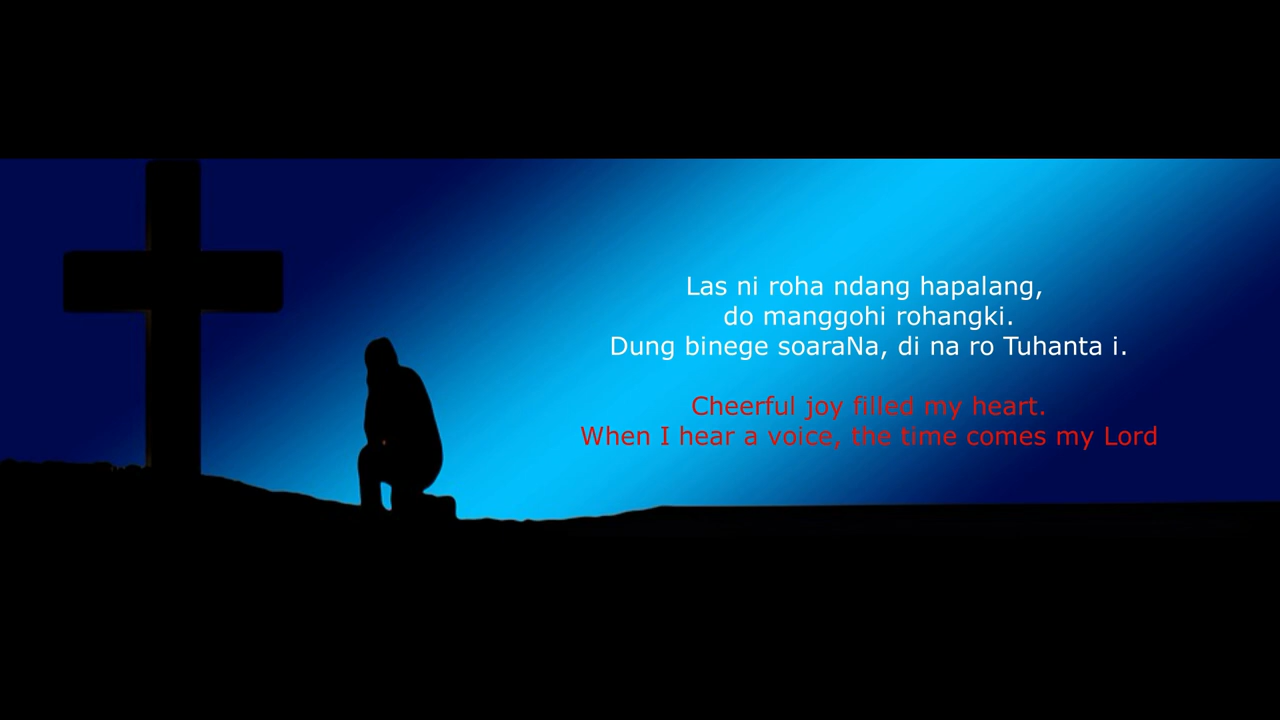 Las ni roha ndang hapalang,
do manggohi rohangki.
Dung binege soaraNa, di na ro Tuhanta i.
Cheerful joy filled my heart.
When I hear a voice, the time comes my Lord